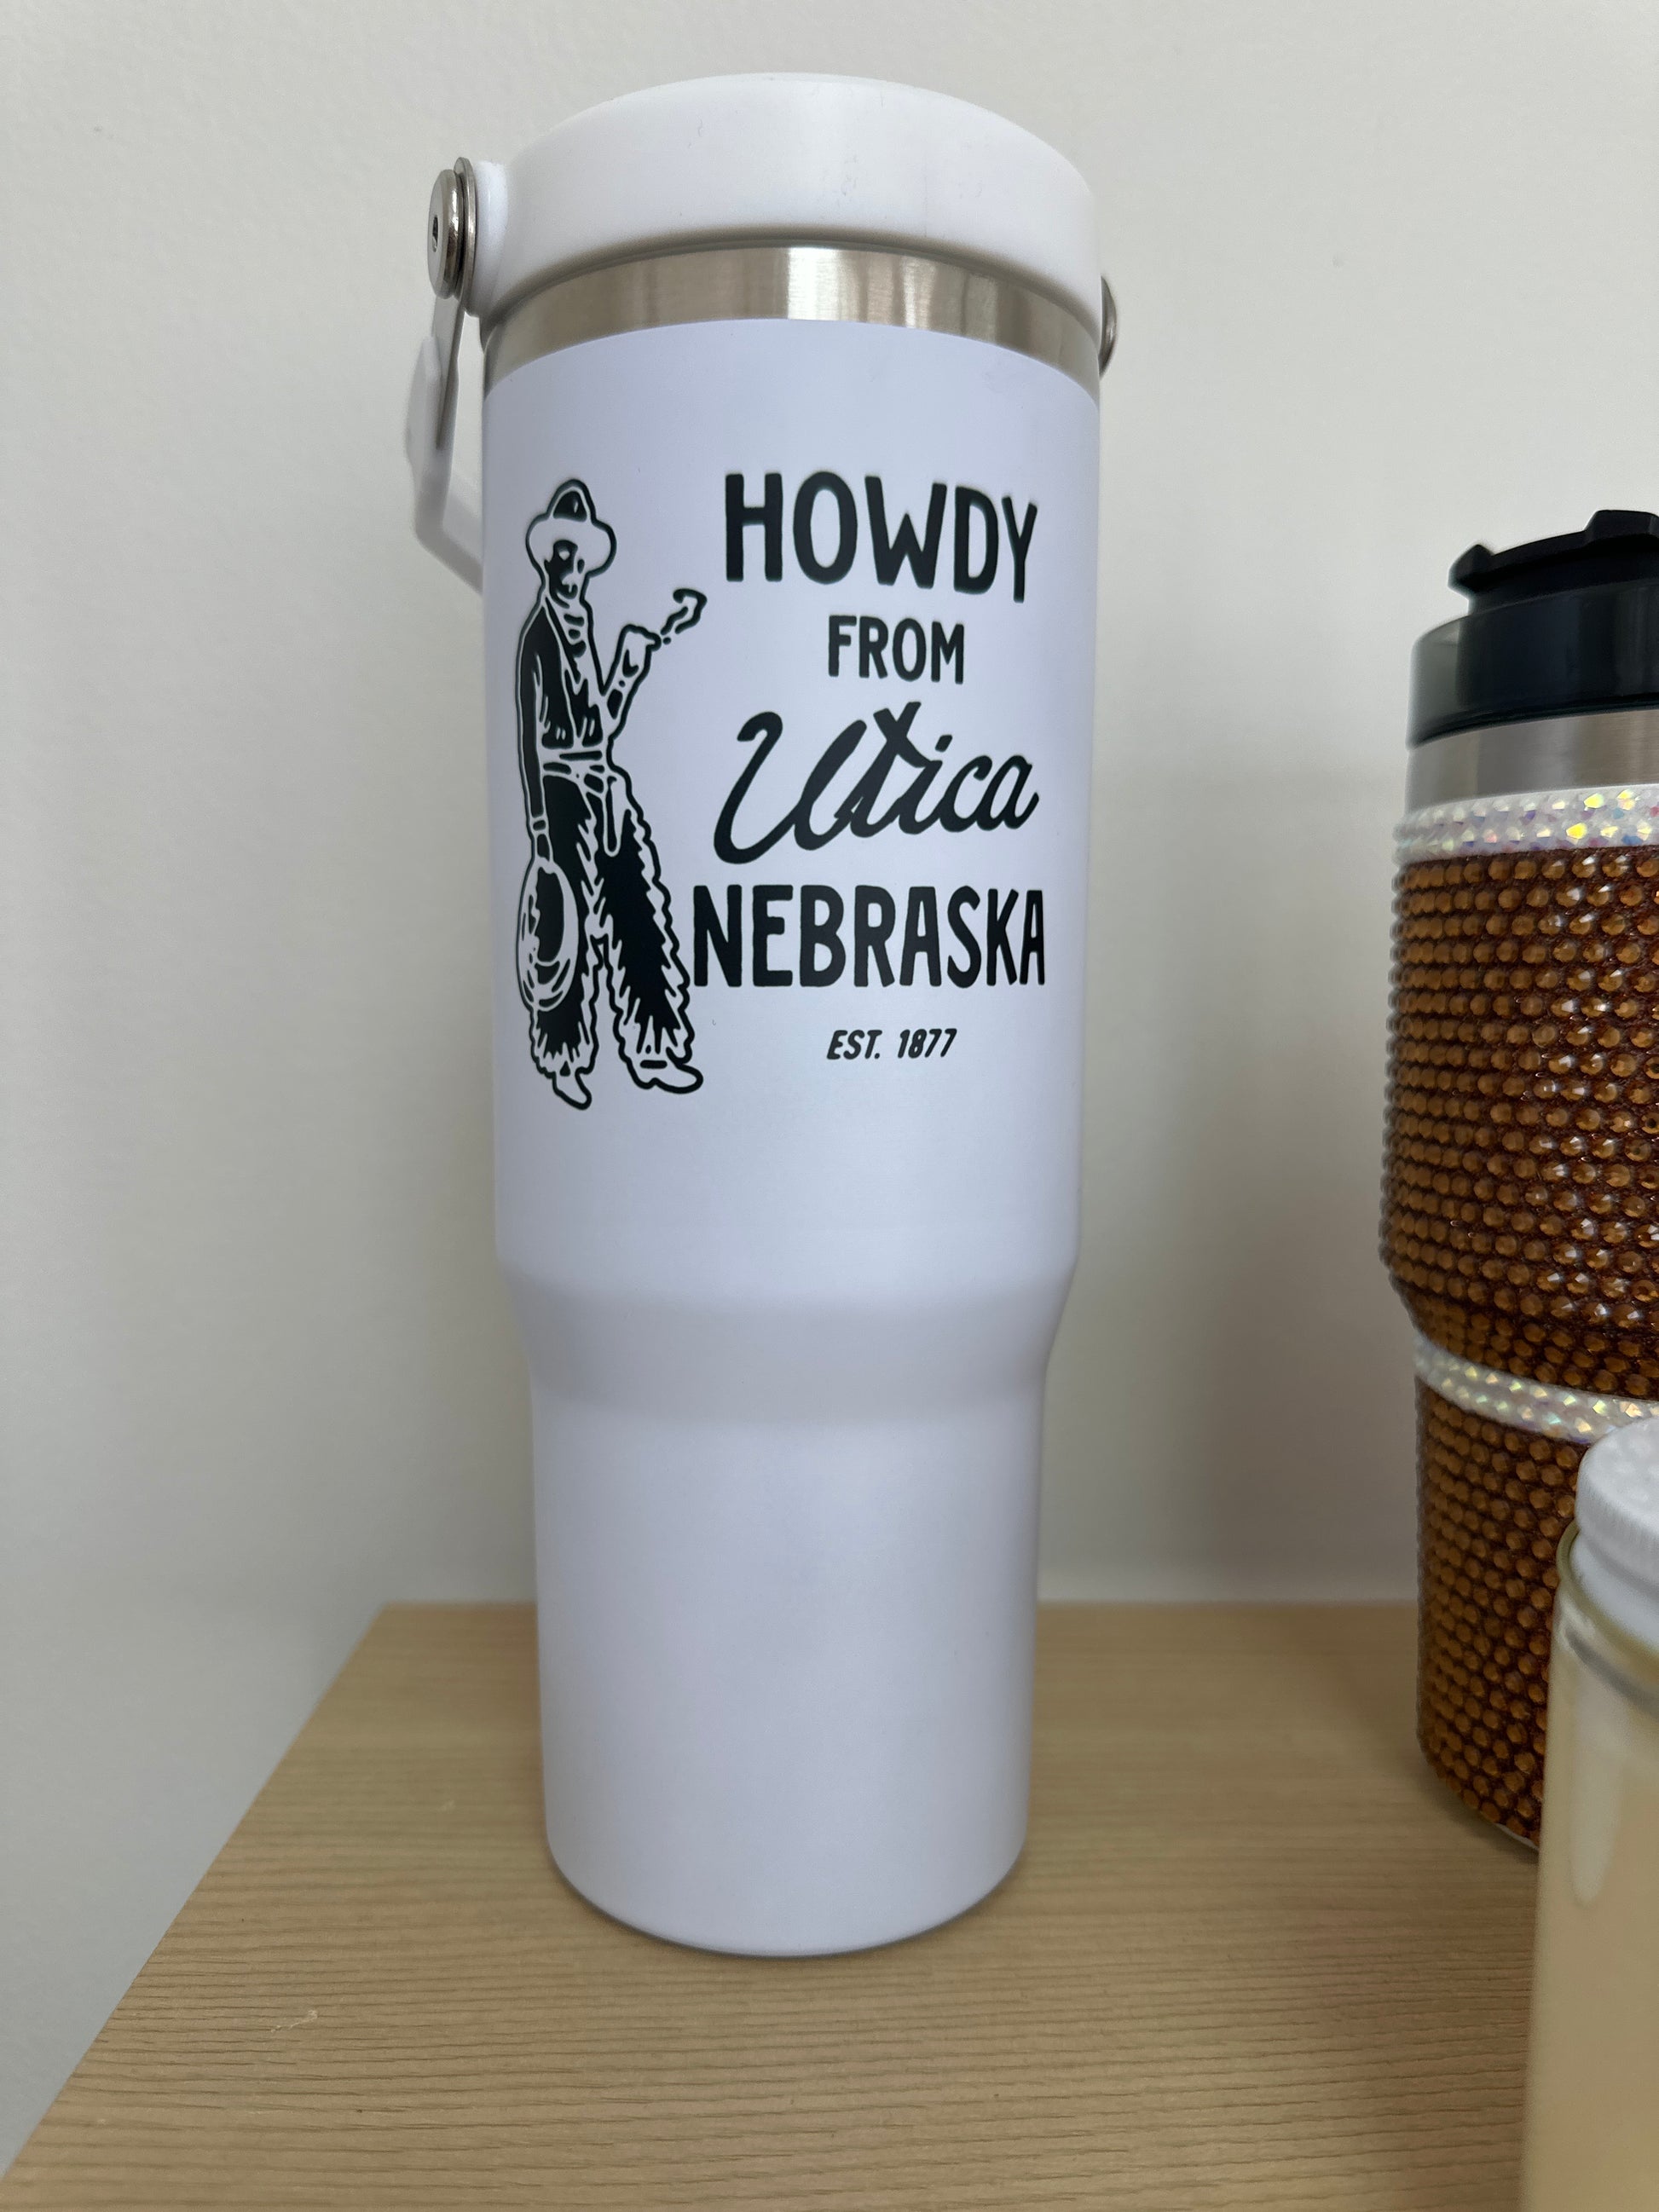 HOWDY
FROM
Utica
NEBRASKA
EST. 1877